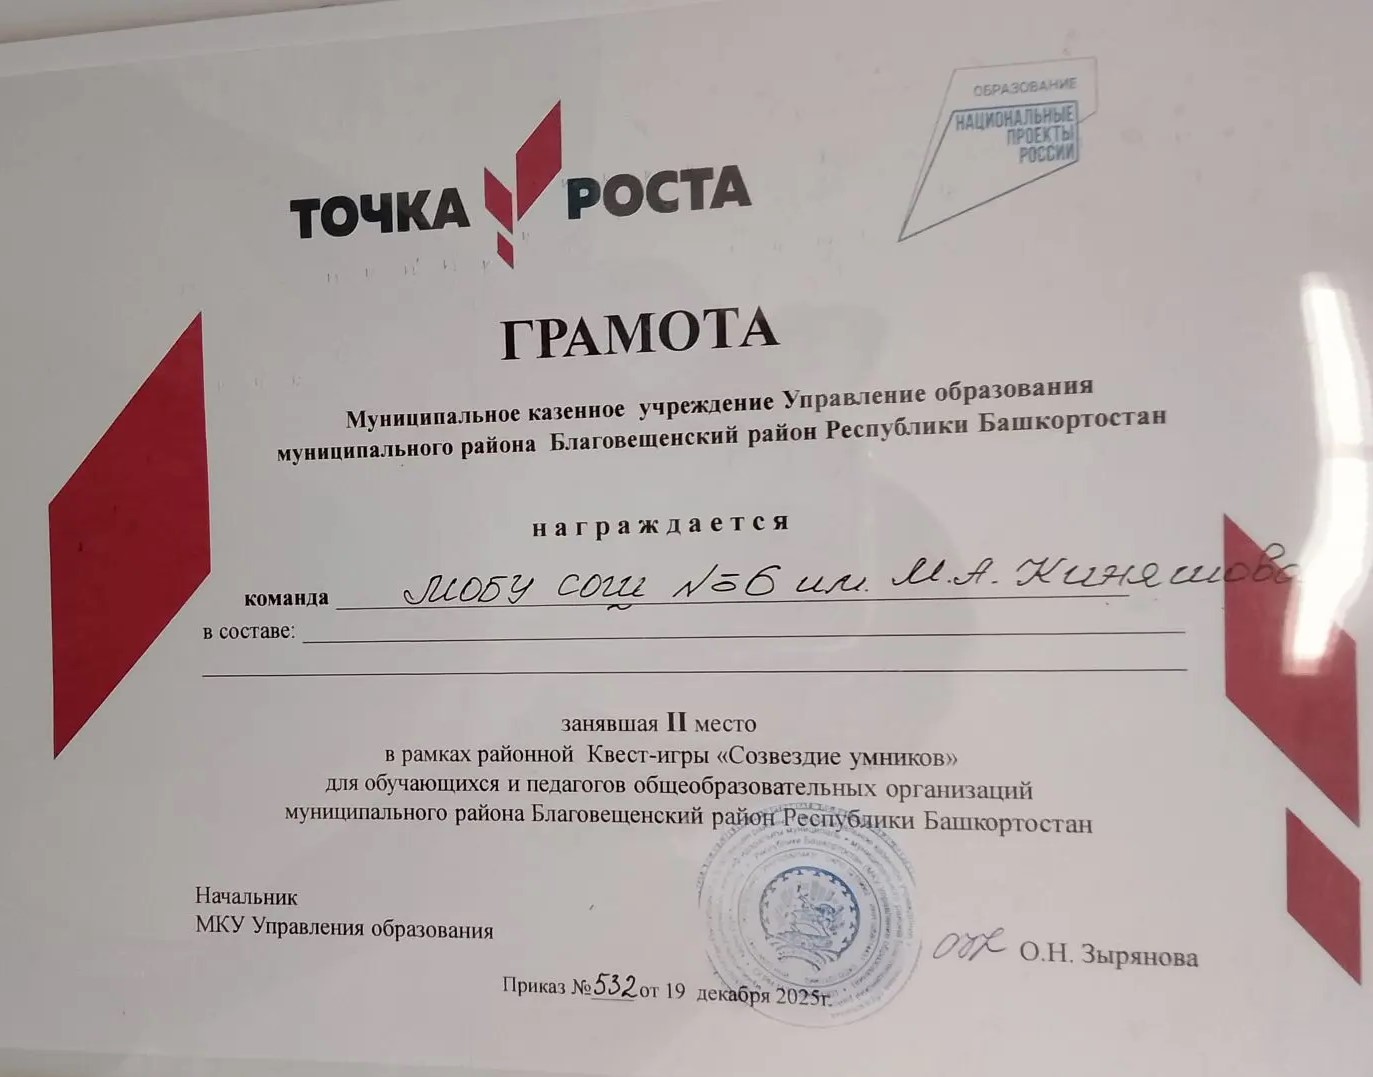 ОБРАЗОВАНИЕ
НАЦИОНАЛЬНЫЕ
ПРОЕКТЫ
РОССИИ
ТОЧКА РОСТА
ГРАМОТА
Муниципальное казенное учреждение Управление образования
муниципального района Благовещенский район Республики Башкортостан
награждается
команда МОБУ СОШ №6 им. М.А. Киняшова
в составе:
занявшая II место
в рамках районной Квест-игры «Созвездие умников»
для обучающихся и педагогов общеобразовательных организаций
муниципального района Благовещенский район Республики Башкортостан
Начальник
МКУ Управления образования
О.Н. Зырянова
Приказ №532 от 19 декабря 2025г.